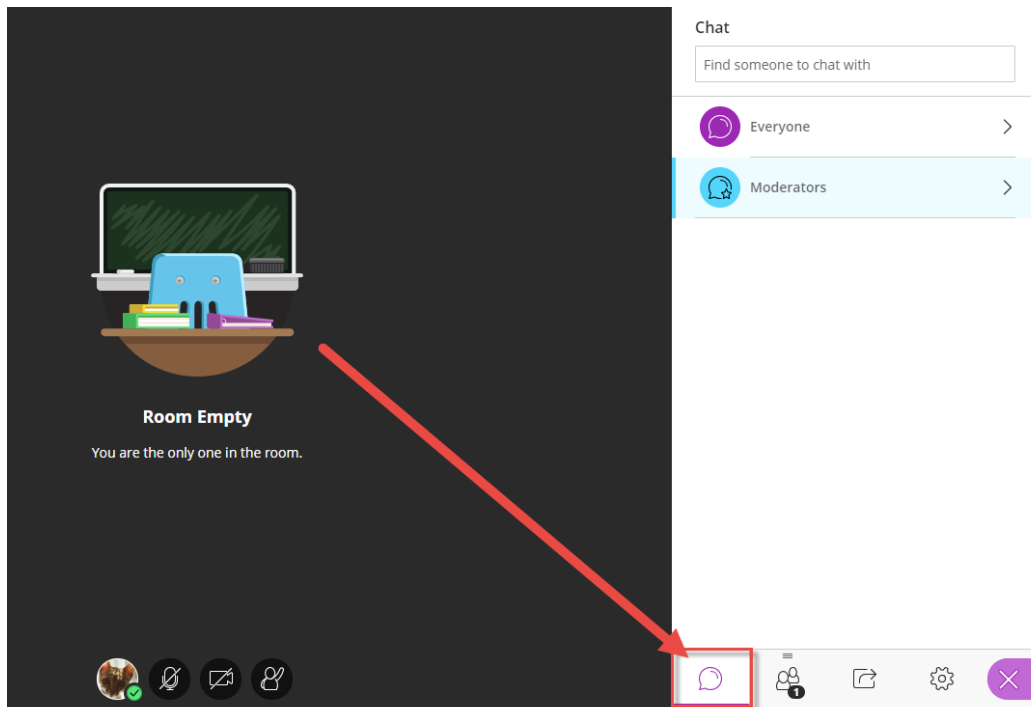 Chat
Find someone to chat with
Everyone
Moderators
Room Empty
You are the only one in the room.
1